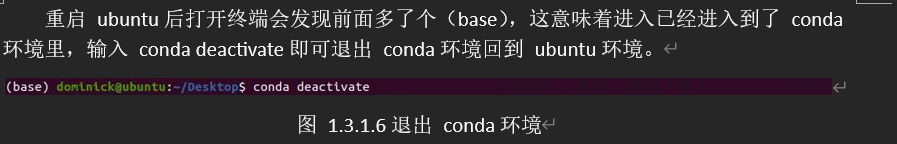 重启 ubuntu 后打开终端会发现前面多了个（base），这意味着进入已经进入到了 conda
环境里，输入 conda deactivate 即可退出 conda 环境回到 ubuntu 环境。
(base) dominick@ubuntu:~/Desktop$ conda deactivate
图 1.3.1.6 退出 conda 环境